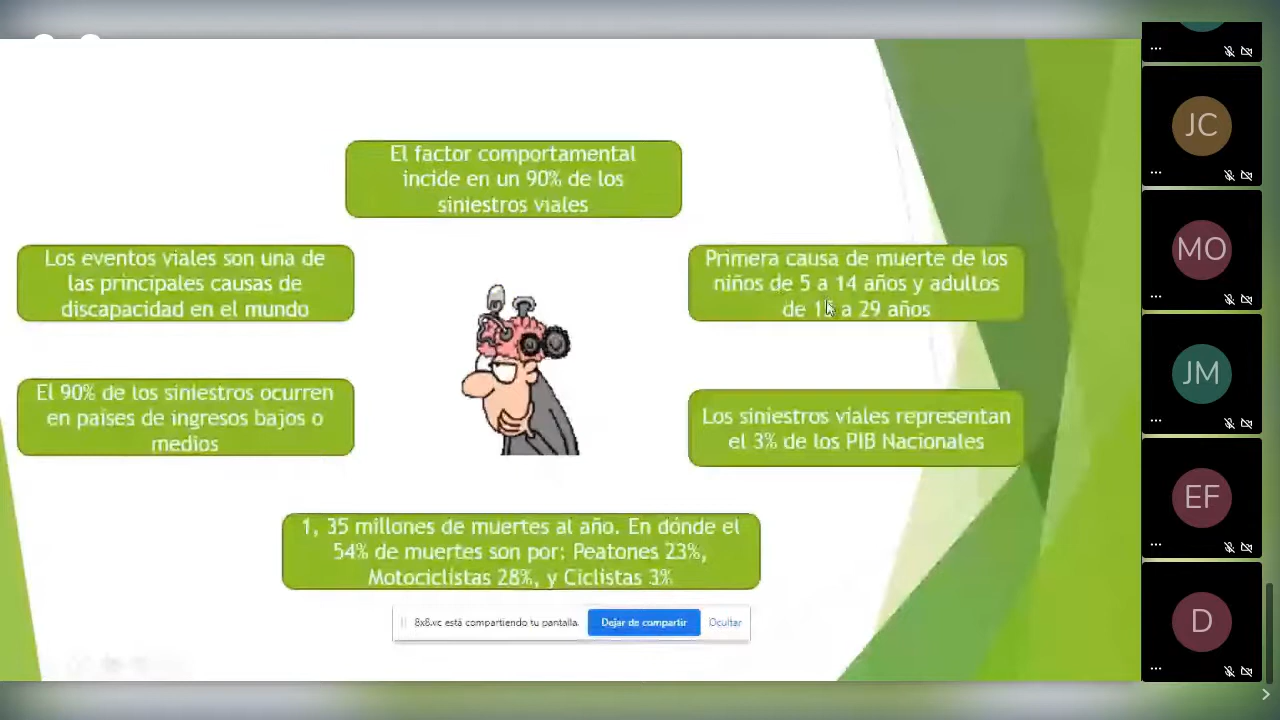 El factor comportamental
incide en un 90% de los
siniestros viales
Los eventos viales son una de
las principales causas de
discapacidad en el mundo
Primera causa de muerte de los
niños de 5 a 14 años y adultos
de 15 a 29 años
El 90% de los siniestros ocurren
en países de ingresos bajos o
medios
Los siniestros viales representan
el 3% de los PIB Nacionales
1, 35 millones de muertes al año. En dónde el
54% de muertes son por: Peatones 23%,
Motociclistas 28%, y Ciclistas 3%
8x8.vc está compartiendo tu pantalla.
Dejar de compartir
Ocultar
JC
MO
JM
EF
D